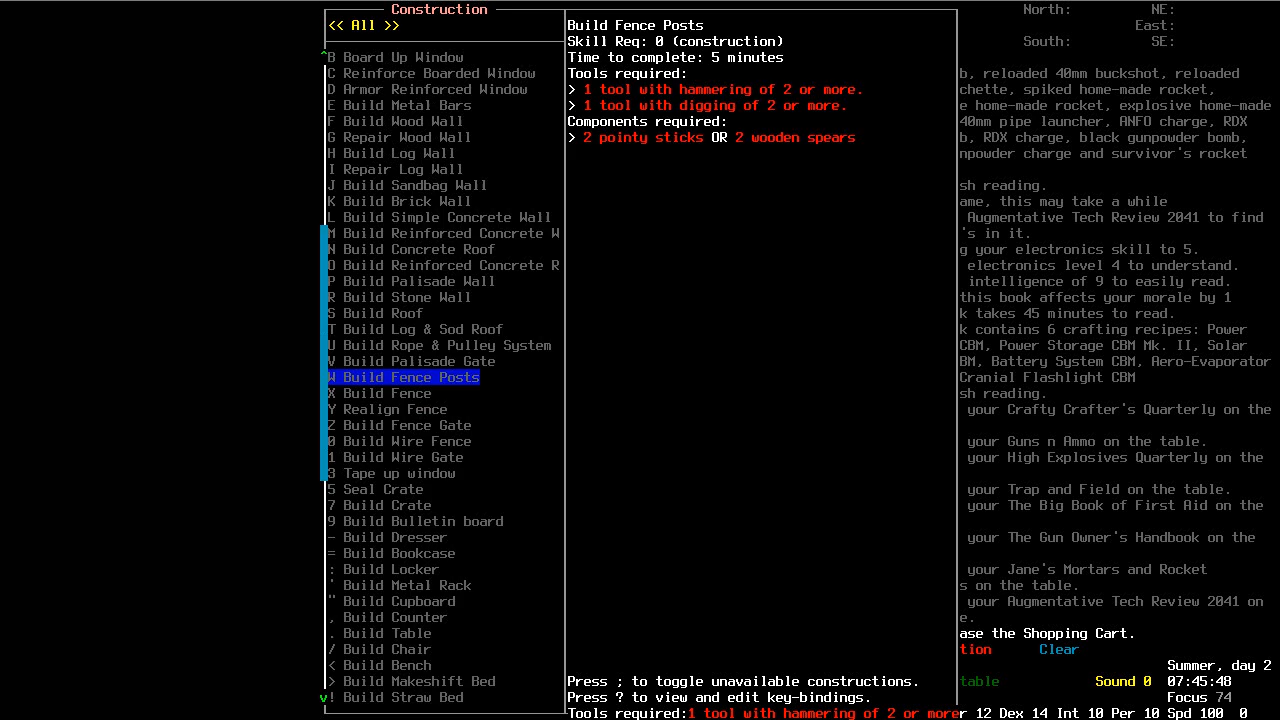 Construction
<< All >>
^B Board Up Window
C Reinforce Boarded Window
D Armor Reinforced Window
E Build Metal Bars
F Build Wood Wall
G Repair Wood Wall
H Build Log Wall
I Repair Log Wall
J Build Sandbag Wall
K Build Brick Wall
L Build Simple Concrete Wall
M Build Reinforced Concrete W
N Build Concrete Roof
O Build Reinforced Concrete R
P Build Palisade Wall
R Build Stone Wall
S Build Roof
T Build Log & Sod Roof
U Build Rope & Pulley System
V Build Palisade Gate
W Build Fence Posts
X Build Fence
Y Realign Fence
Z Build Fence Gate
0 Build Wire Fence
1 Build Wire Gate
3 Tape up window
5 Seal Crate
7 Build Crate
9 Build Bulletin board
- Build Dresser
= Build Bookcase
: Build Locker
' Build Metal Rack
" Build Cupboard
, Build Counter
. Build Table
/ Build Chair
< Build Bench
> Build Makeshift Bed
v! Build Straw Bed
Build Fence Posts
Skill Req: 0 (construction)
Time to complete: 5 minutes
Tools required:
> 1 tool with hammering of 2 or more.
> 1 tool with digging of 2 or more.
Components required:
> 2 pointy sticks OR 2 wooden spears
Press ; to toggle unavailable constructions.
Press ? to view and edit key-bindings.
Tools required:1 tool with hammering of 2 or morer 12 Dex 14 Int 10 Per 10 Spd 100  0
North: NE:
East:
South: SE:
b, reloaded 40mm buckshot, reloaded
chette, spiked home-made rocket,
e home-made rocket, explosive home-made
40mm pipe launcher, ANFO charge, RDX
b, RDX charge, black gunpowder bomb,
npowder charge and survivor's rocket
sh reading.
ame, this may take a while
Augmentative Tech Review 2041 to find
's in it.
g your electronics skill to 5.
electronics level 4 to understand.
intelligence of 9 to easily read.
this book affects your morale by 1
k takes 45 minutes to read.
k contains 6 crafting recipes: Power
CBM, Power Storage CBM Mk. II, Solar
BM, Battery System CBM, Aero-Evaporator
Cranial Flashlight CBM
sh reading.
your Crafty Crafter's Quarterly on the
your Guns n Ammo on the table.
your High Explosives Quarterly on the
your Trap and Field on the table.
your The Big Book of First Aid on the
your The Gun Owner's Handbook on the
your Jane's Mortars and Rocket
s on the table.
your Augmentative Tech Review 2041 on
e.
ase the Shopping Cart.
tion Clear
Summer, day 2
table Sound 0 07:45:48
Focus 74